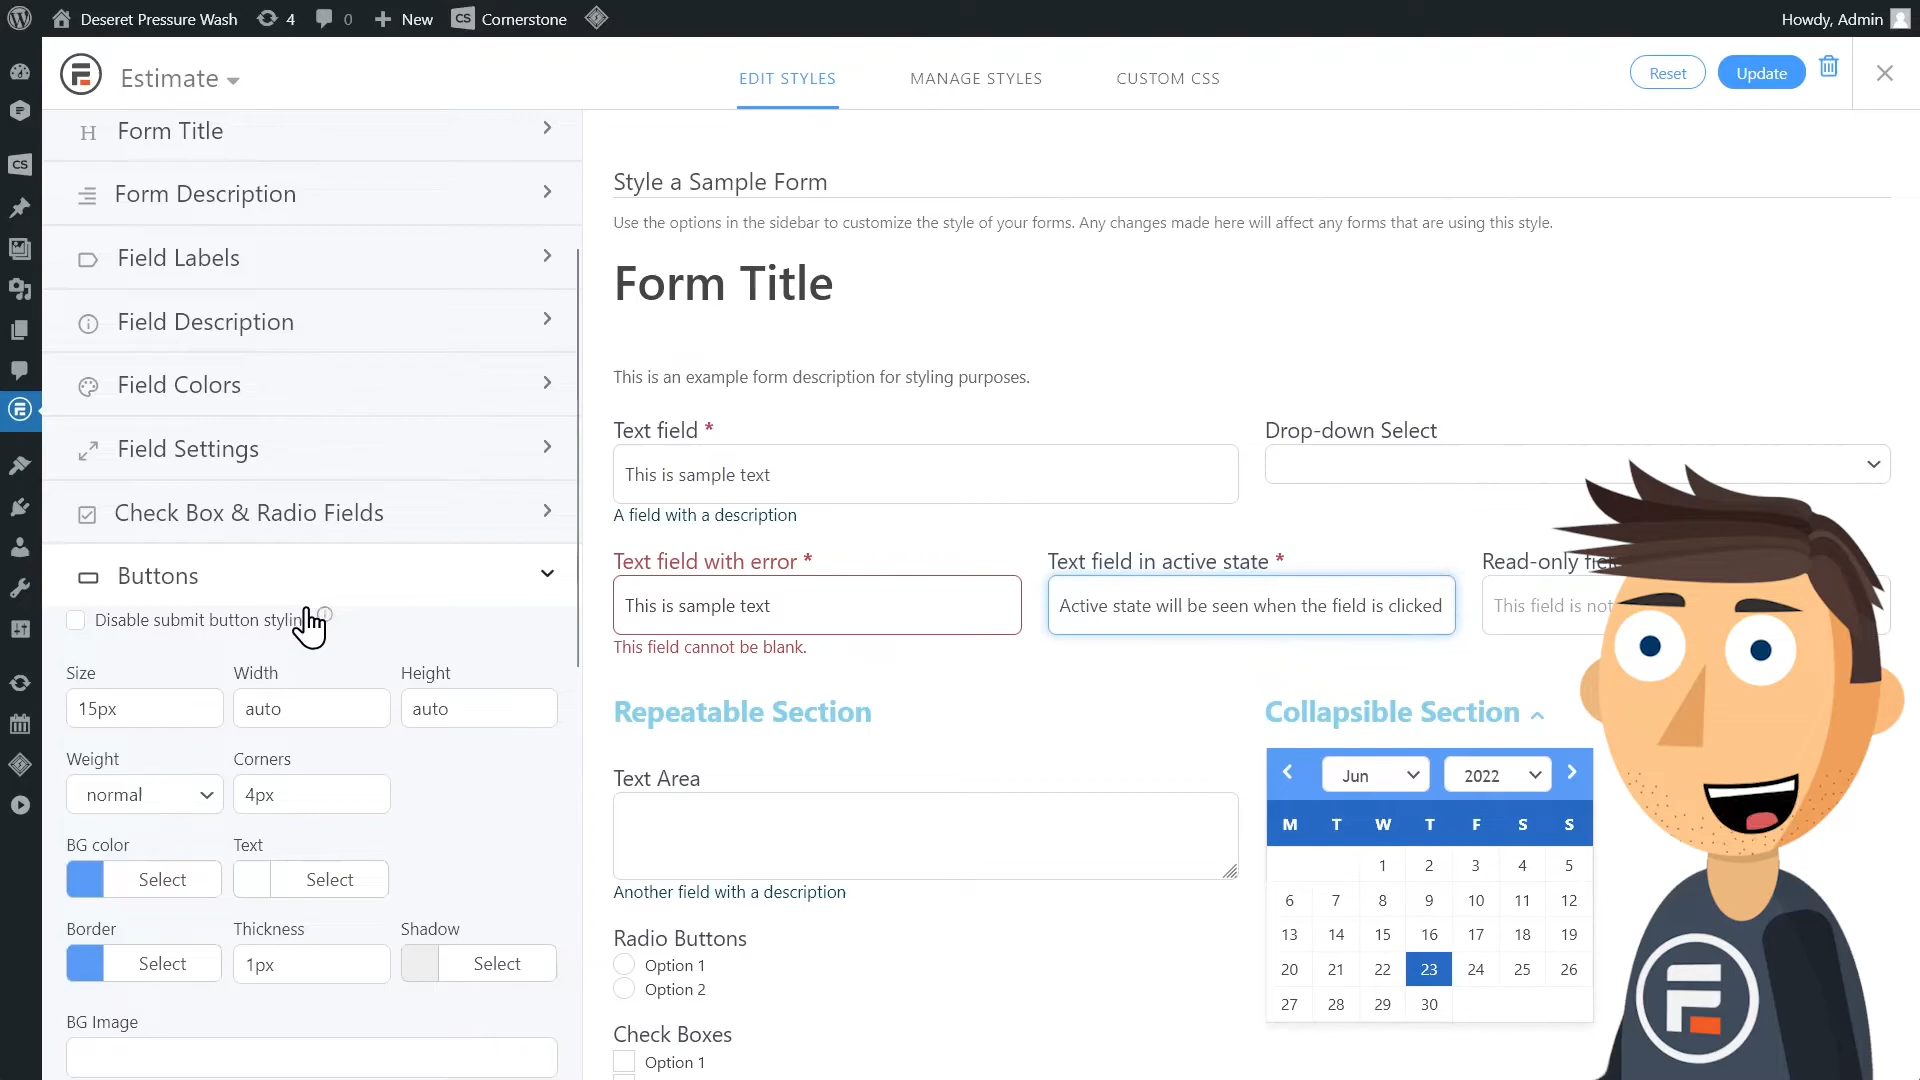 Deseret Pressure Wash 4 0 New CS Cornerstone Howdy, Admin
Estimate
EDIT STYLES MANAGE STYLES CUSTOM CSS Reset Update
CS
H Form Title
Form Description
Field Labels
Field Description
Field Colors
Field Settings
Check Box & Radio Fields
Buttons
Disable submit button stylin
Size Width Height
15px auto auto
Weight Corners
normal 4px
BG color Text
Select Select
Border Thickness Shadow
Select 1px Select
BG Image
Style a Sample Form
Use the options in the sidebar to customize the style of your forms. Any changes made here will affect any forms that are using this style.
Form Title
This is an example form description for styling purposes.
Text field * Drop-down Select
This is sample text
A field with a description
Text field with error * Text field in active state * Read-only
This is sample text Active state will be seen when the field is clicked This field is not
This field cannot be blank.
Repeatable Section Collapsible Section
Text Area
Another field with a description
Radio Buttons
Option 1
Option 2
Check Boxes
Option 1
Jun 2022
M T W T F S S
1 2 3 4 5
6 7 8 9 10 11 12
13 14 15 16 17 18 19
20 21 22 23 24 25 26
27 28 29 30